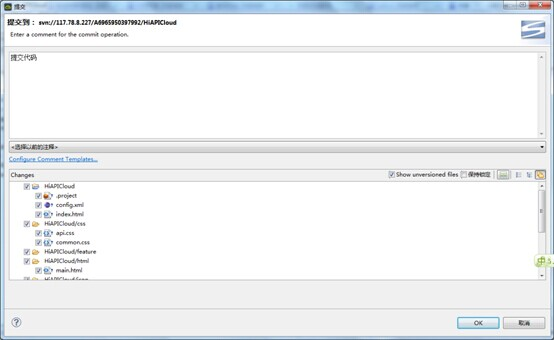 提交
提交到： svn://117.78.8.227/A6965950397992/HiAPICloud
Enter a comment for the commit operation.
提交代码
<选择以前的注释>
Configure Comment Templates...
Changes
Show unversioned files
保持锁定
HiAPICloud
.project
config.xml
index.html
HiAPICloud/css
api.css
common.css
HiAPICloud/feature
HiAPICloud/html
main.html
中
OK
取消